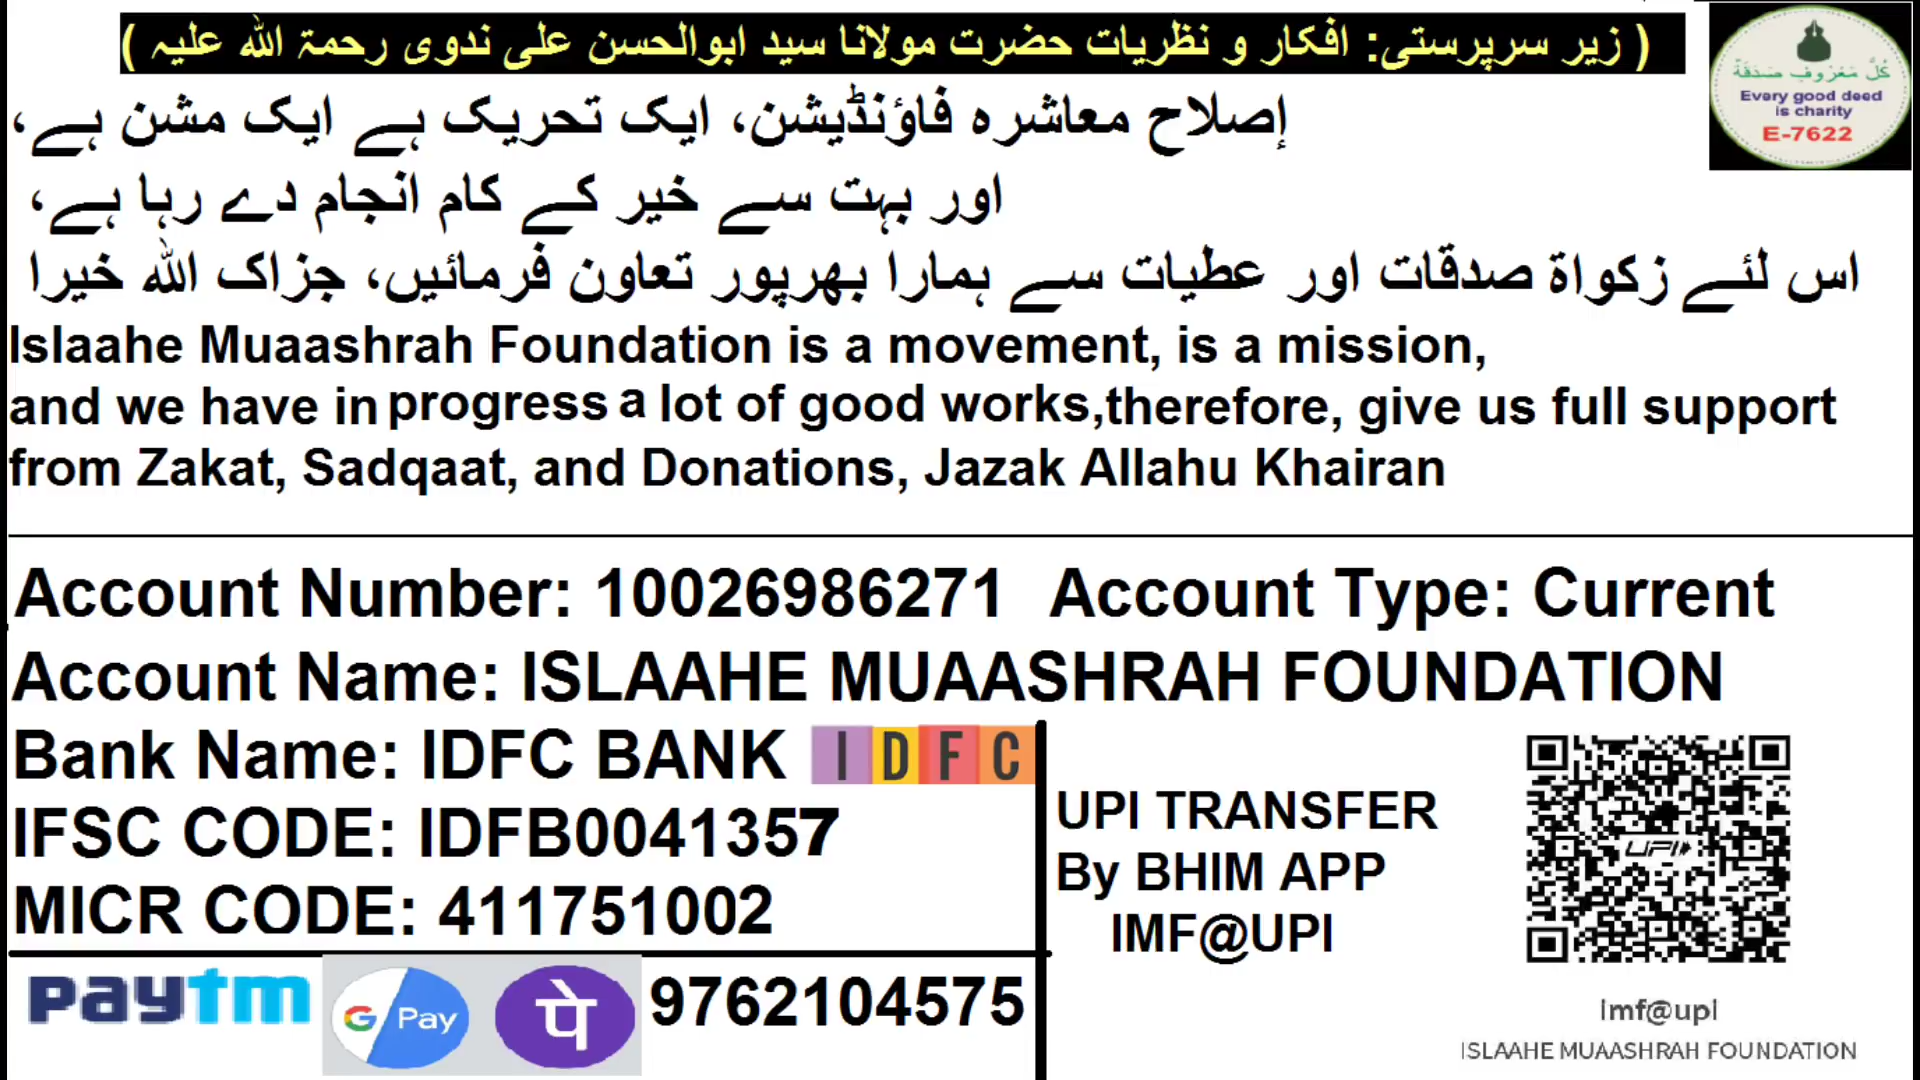 ( زیر سرپرستی: افکار و نظریات حضرت مولانا سید ابوالحسن علی ندوی رحمۃ اللہ علیہ )
كُلُّ مَعْرُوفٍ صَدَقَةٌ
Every good deed
is charity
E-7622
إصلاح معاشرہ فاؤنڈیشن، ایک تحریک ہے ایک مشن ہے،
اور بہت سے خیر کے کام انجام دے رہا ہے،
اس لئے زکواۃ صدقات اور عطیات سے ہمارا بھرپور تعاون فرمائیں، جزاک اللہ خیرا
Islaahe Muaashrah Foundation is a movement, is a mission,
and we have in progress a lot of good works,therefore, give us full support
from Zakat, Sadqaat, and Donations, Jazak Allahu Khairan
Account Number: 10026986271 Account Type: Current
Account Name: ISLAAHE MUAASHRAH FOUNDATION
Bank Name: IDFC BANK IDFC
IFSC CODE: IDFB0041357
MICR CODE: 411751002
UPI TRANSFER
By BHIM APP
IMF@UPI
UPI
imf@upi
ISLAAHE MUAASHRAH FOUNDATION
paytm G Pay पे 9762104575